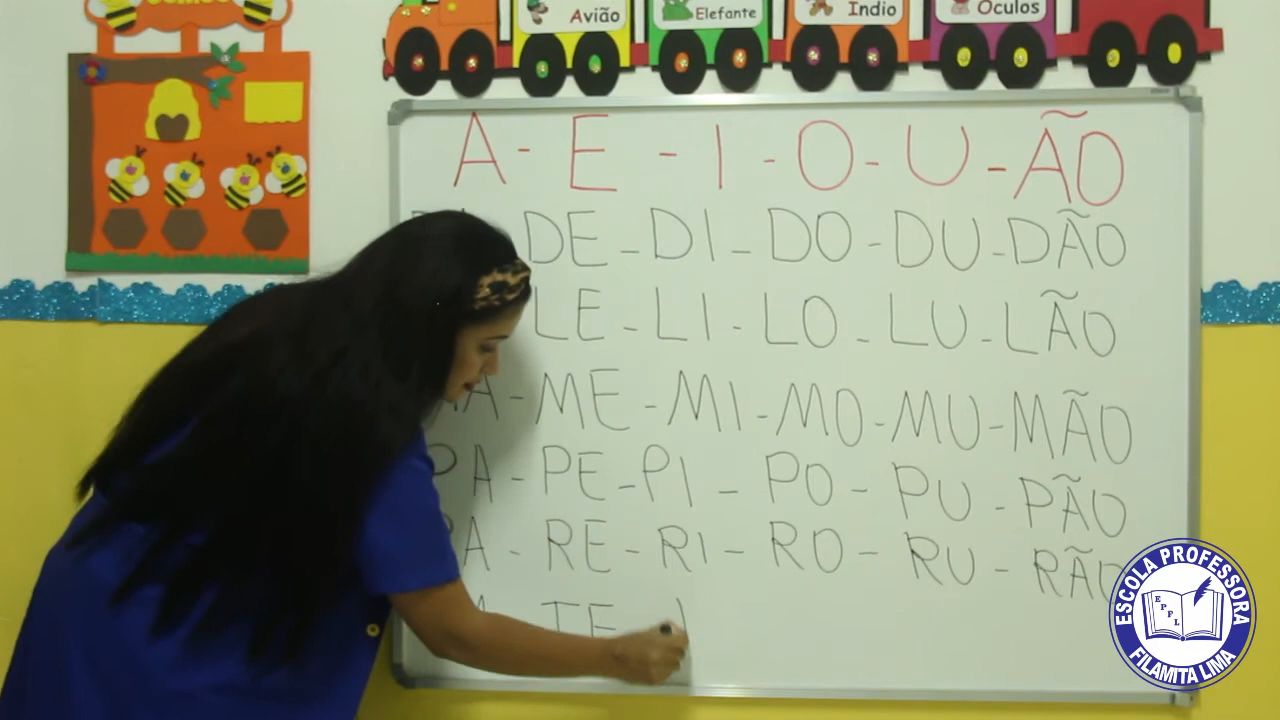 Avião
Elefante
Índio
Óculos
A - E - I - O - U - ÃO
DE - DI - DO - DU - DÃO
LE - LI - LO - LU - LÃO
A - ME - MI - MO - MU - MÃO
PA - PE - PI - PO - PU - PÃO
RA - RE - RI - RO - RU - RÃO
TE -
ESCOLA PROFESSORA
EPFL
FILAMITA LIMA